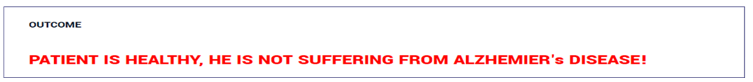 OUTCOME
PATIENT IS HEALTHY, HE IS NOT SUFFERING FROM ALZHEMIER's DISEASE!